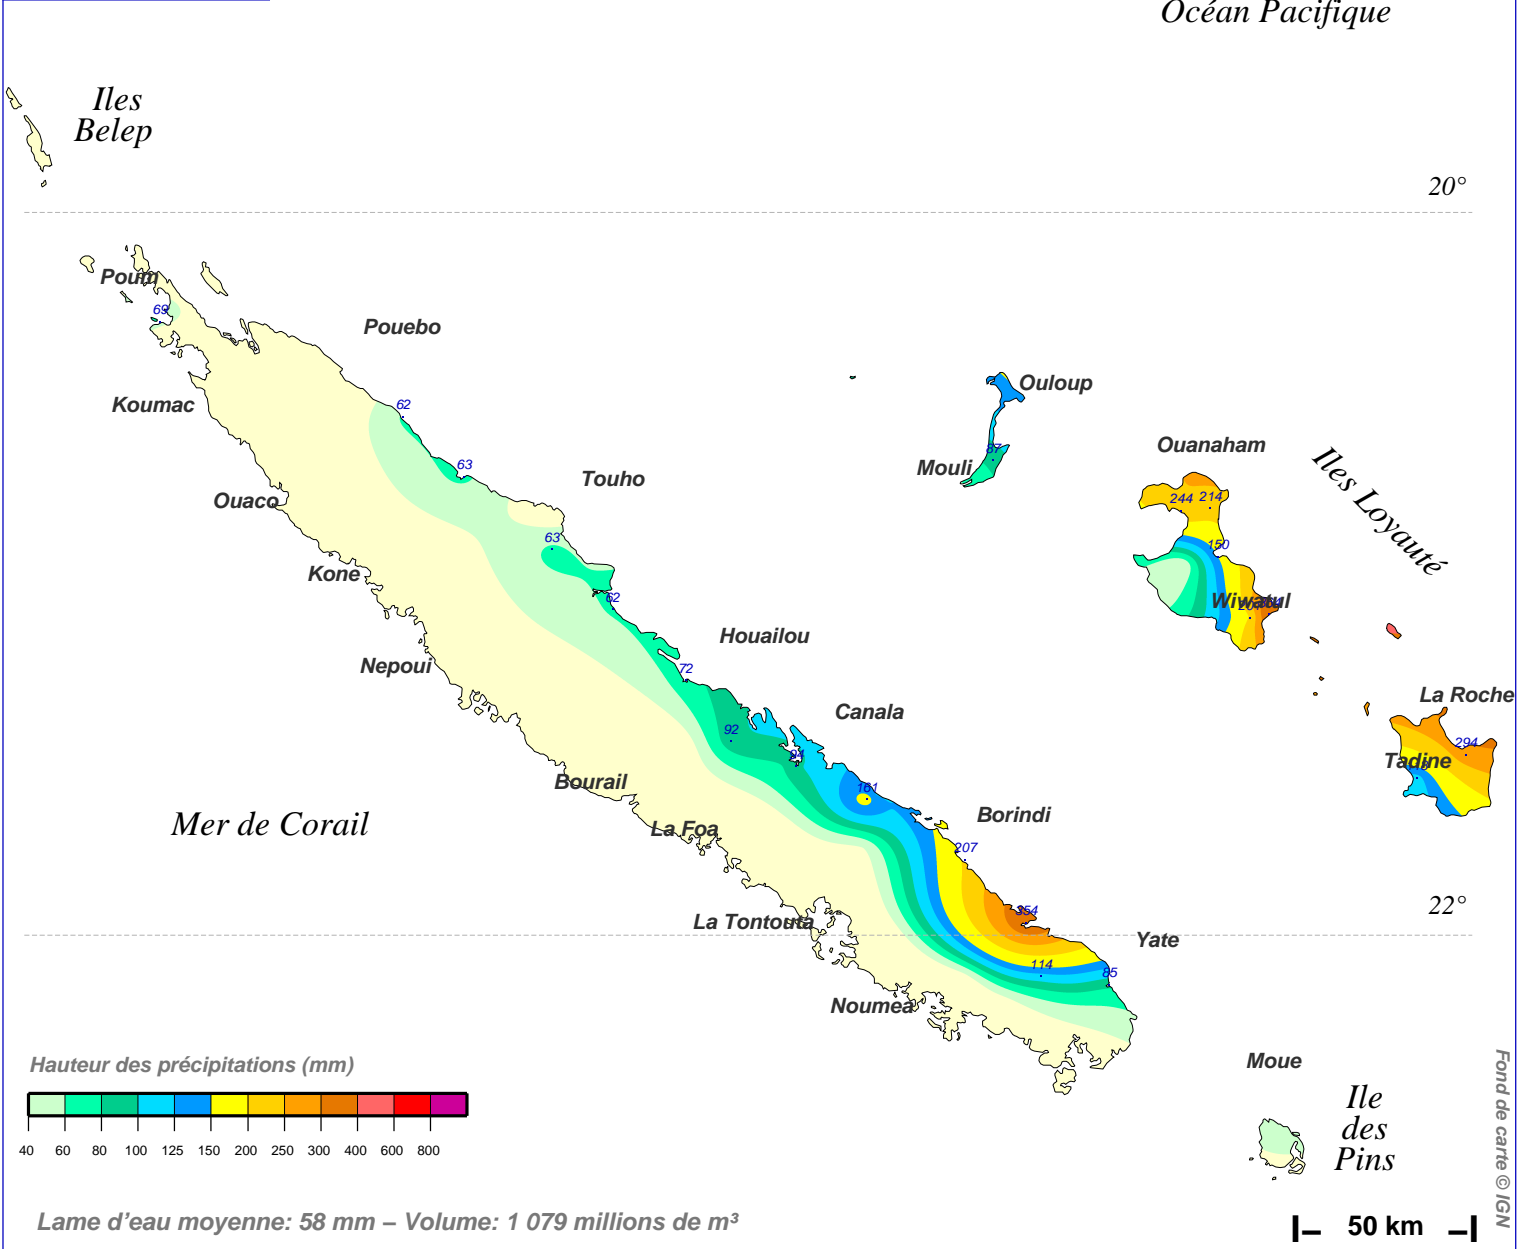 Océan Pacifique
Iles
Belep
20°
Poum
69
Pouebo
Koumac
62
Ouloup
87
Mouli
Ouanaham
Iles Loyauté
63
Touho
244
214
Ouaco
63
150
Kone
62
Wiwatul
Houailou
Nepoui
72
La Roche
Canala
92
94
294
Tadine
Bourail
161
Mer de Corail
La Foa
Borindi
207
354
22°
La Tontouta
Yate
114
85
Noumea
Hauteur des précipitations (mm)
40 60 80 100 125 150 200 250 300 400 600 800
Moue
Ile
des
Pins
Fond de carte © IGN
Lame d'eau moyenne: 58 mm – Volume: 1 079 millions de m³
50 km